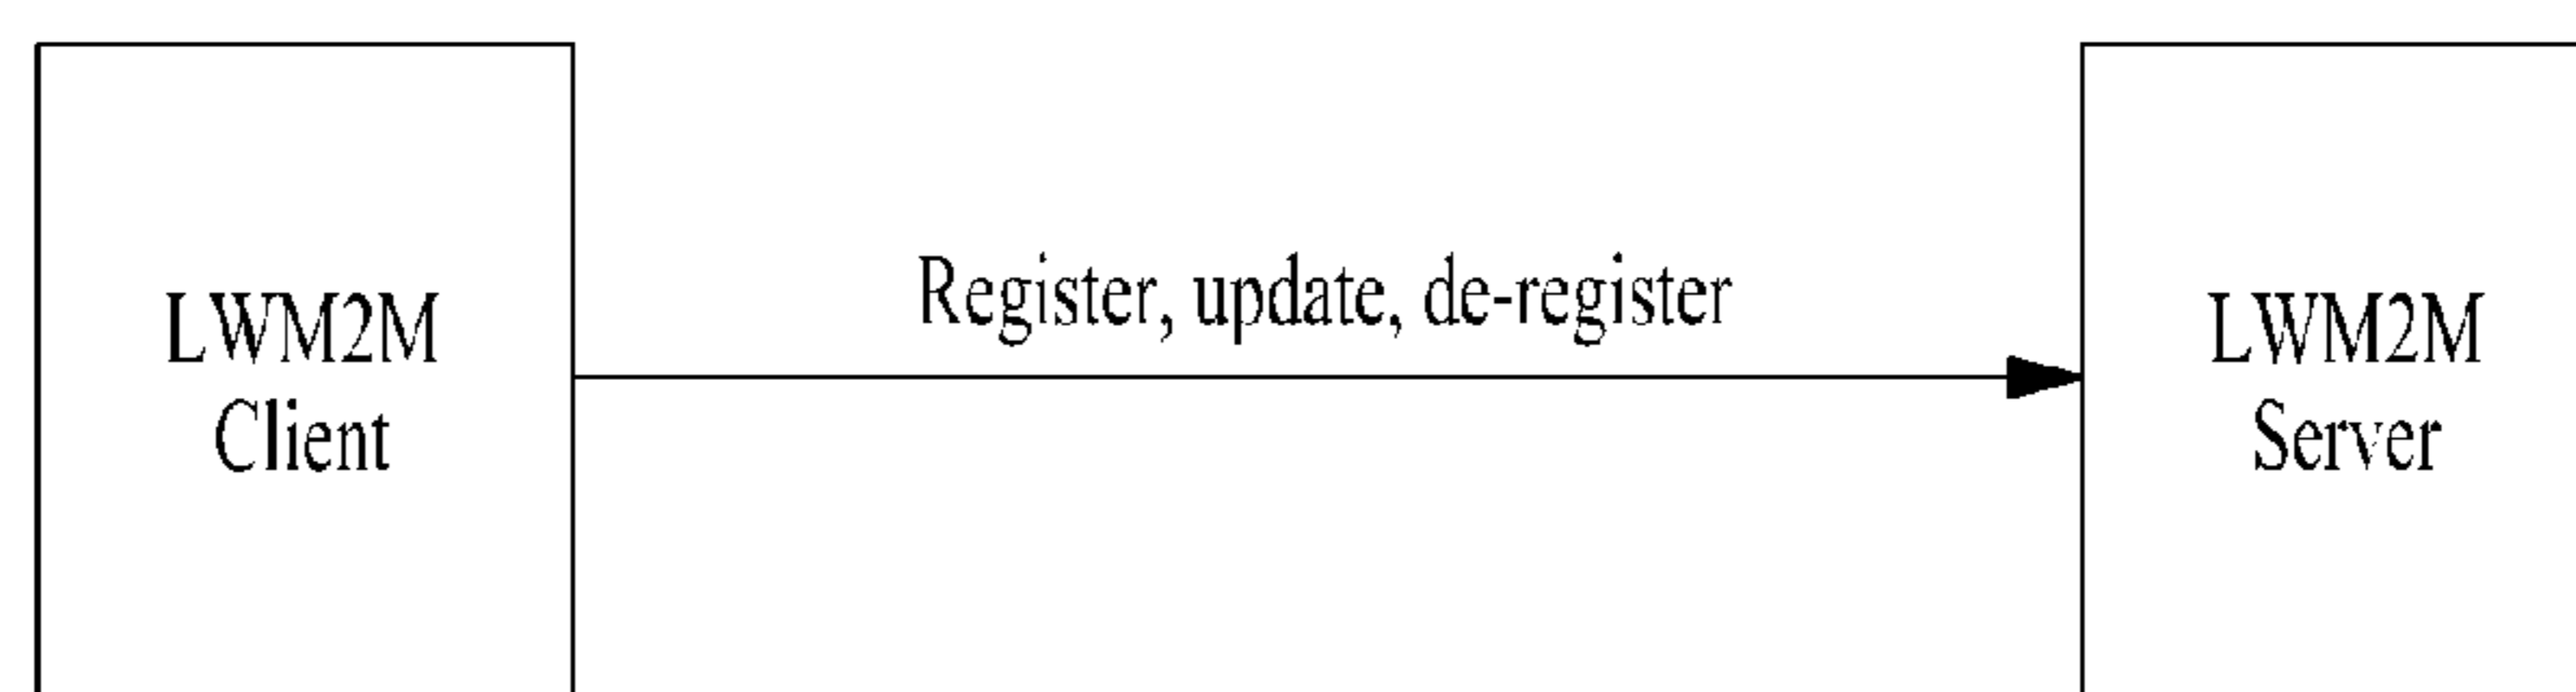 LWM2M
Client
Register, update, de-register
LWM2M
Server